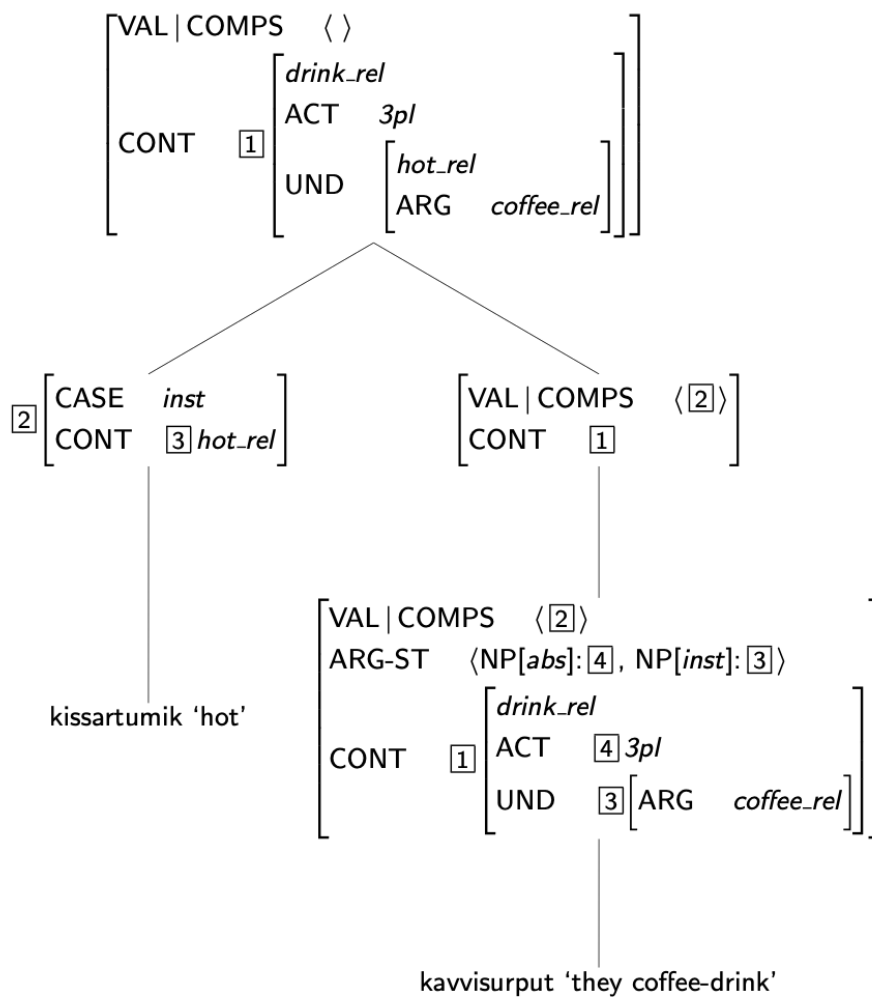 VAL | COMPS ⟨ ⟩
drink_rel
ACT 3pl
CONT 1
hot_rel
UND
ARG coffee_rel
2
CASE inst
CONT 3 hot_rel
VAL | COMPS ⟨ 2 ⟩
CONT 1
VAL | COMPS ⟨ 2 ⟩
ARG-ST ⟨NP[abs]: 4 , NP[inst]: 3 ⟩
kissartumik ‘hot’
drink_rel
CONT 1
ACT 4 3pl
UND 3 [ARG coffee_rel]
kavvisurput ‘they coffee-drink’